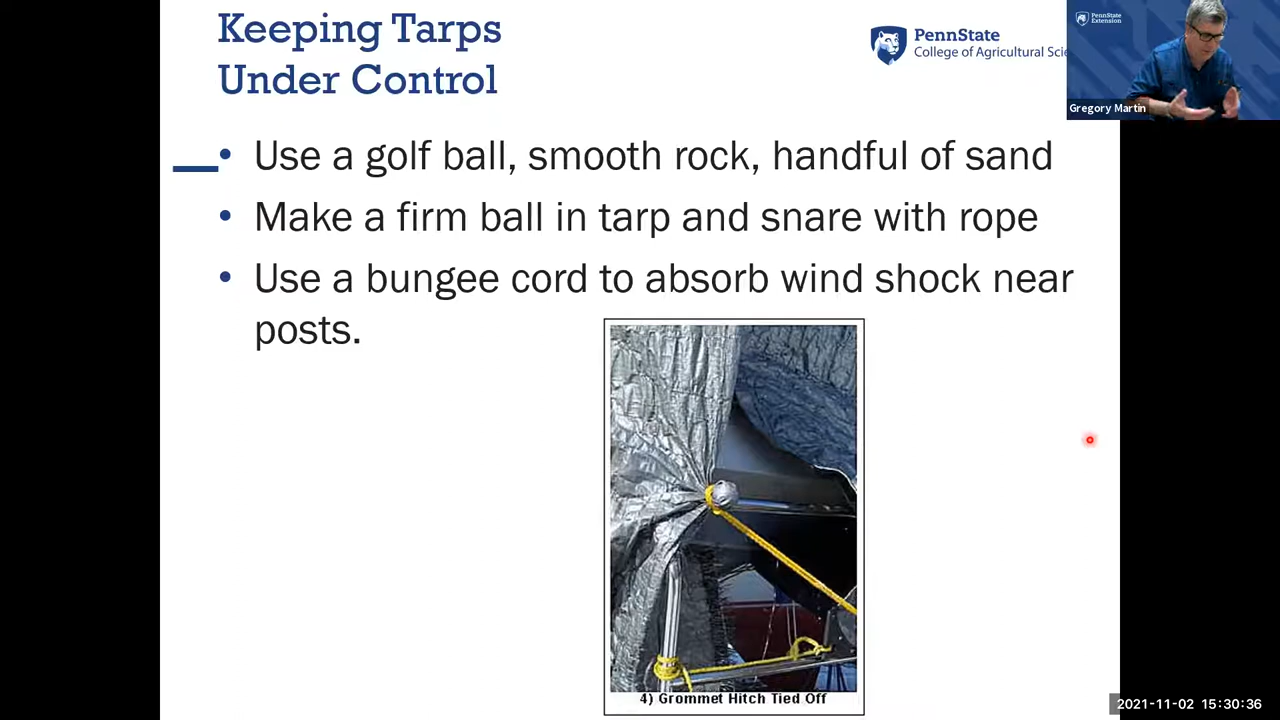 Keeping Tarps
Under Control
PennState
College of Agricultural
PennState
Extension
Gregory Martin
• Use a golf ball, smooth rock, handful of sand
• Make a firm ball in tarp and snare with rope
• Use a bungee cord to absorb wind shock near
posts.
4) Grommet Hitch Tied Off
2021-11-02 15:30:36